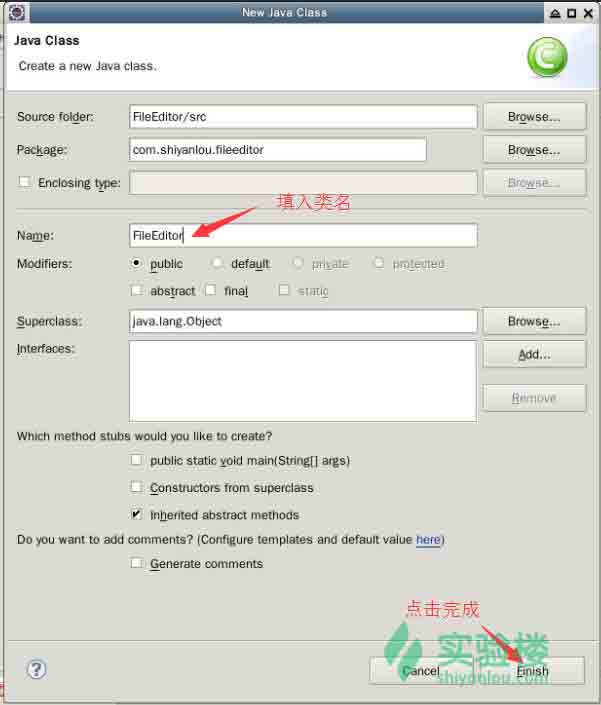 New Java Class
Java Class
Create a new Java class.
Source folder: FileEditor/src Browse...
Package: com.shiyanlou.fileeditor Browse...
Enclosing type: Browse...
填入类名
Name: FileEditor
Modifiers: public default private protected
abstract final static
Superclass: java.lang.Object Browse...
Interfaces: Add...
Remove
Which method stubs would you like to create?
public static void main(String[] args)
Constructors from superclass
Inherited abstract methods
Do you want to add comments? (Configure templates and default value here)
Generate comments
点击完成
实验楼
shiyanlou.com
? Cancel Finish